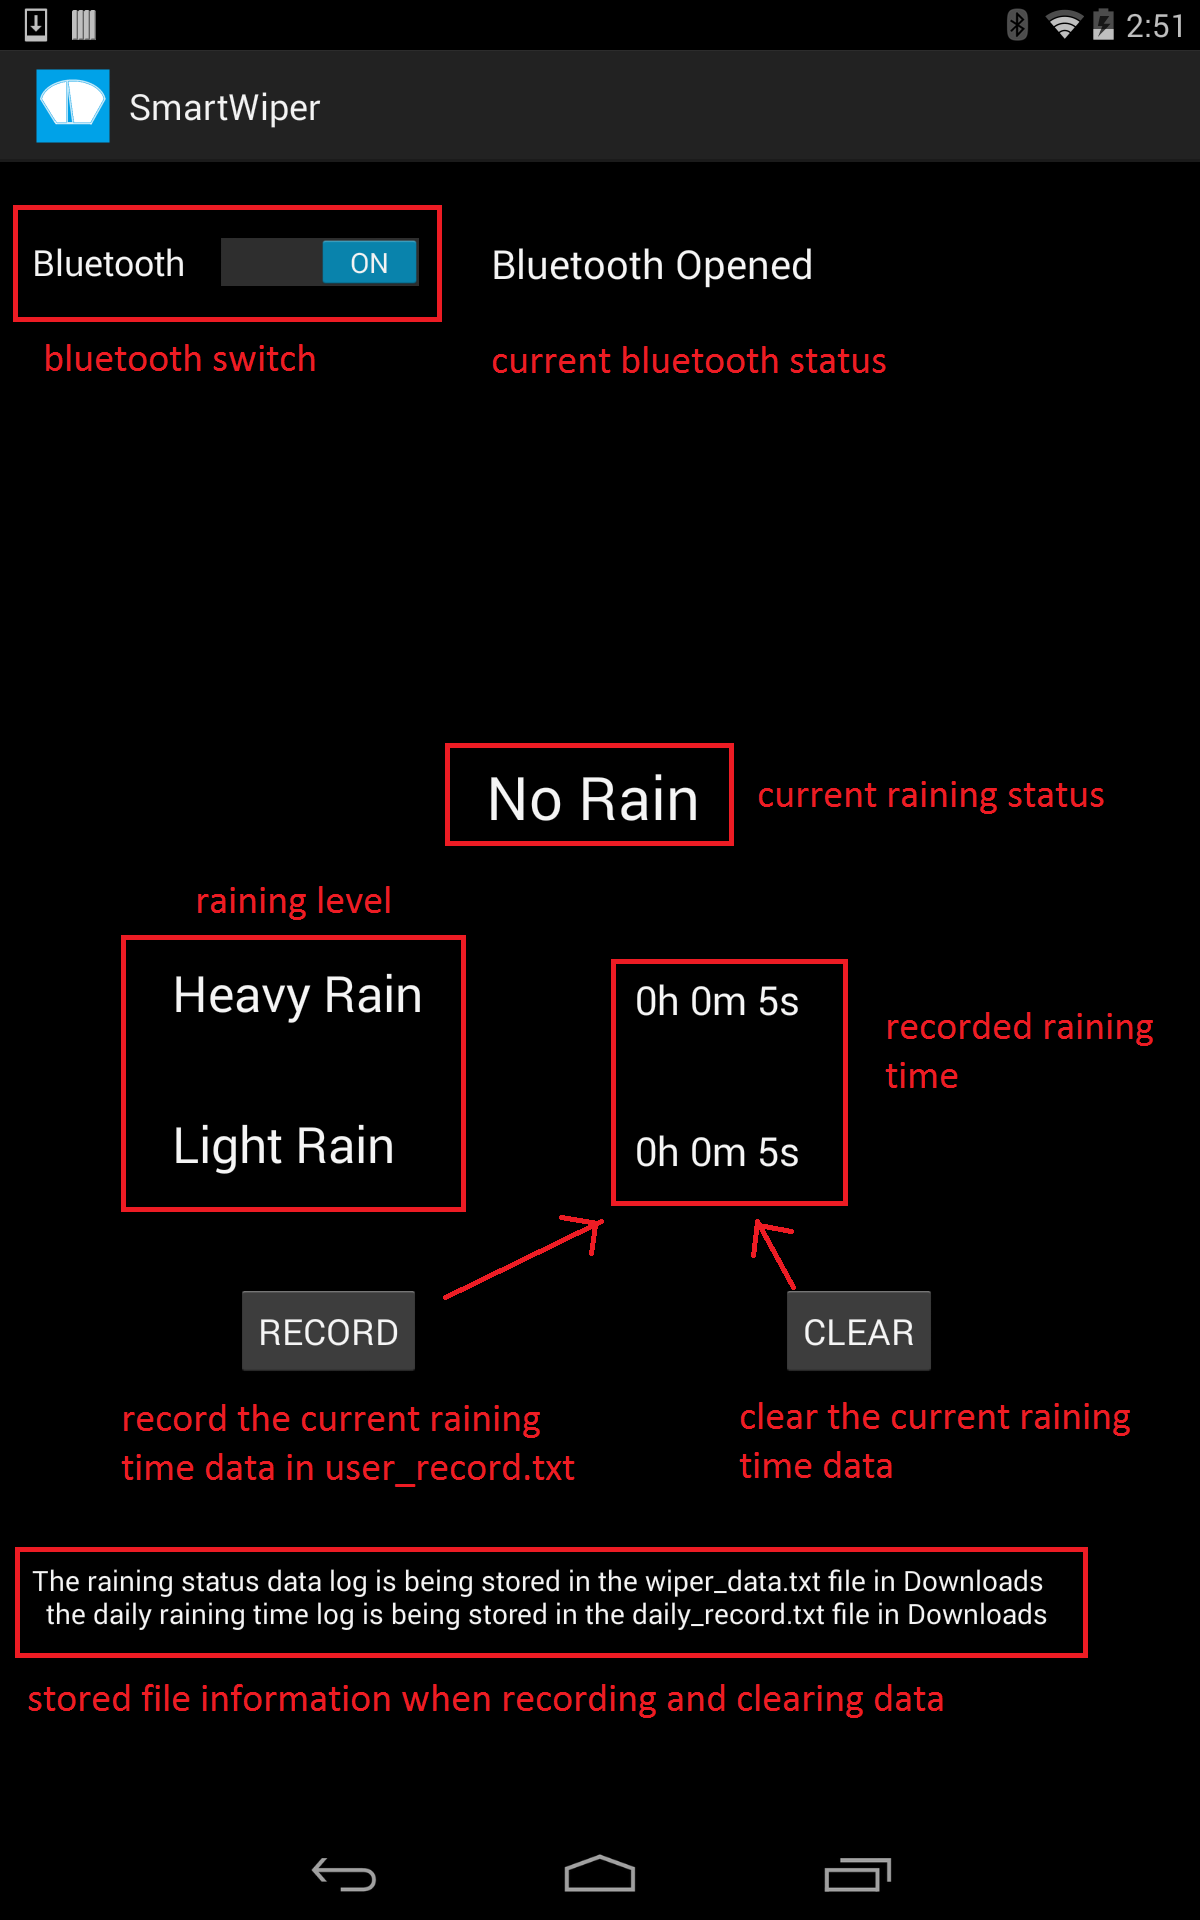 2:51
SmartWiper
Bluetooth ON Bluetooth Opened
bluetooth switch current bluetooth status
No Rain current raining status
raining level
Heavy Rain 0h 0m 5s
recorded raining
time
Light Rain 0h 0m 5s
RECORD CLEAR
record the current raining
time data in user_record.txt
clear the current raining
time data
The raining status data log is being stored in the wiper_data.txt file in Downloads
the daily raining time log is being stored in the daily_record.txt file in Downloads
stored file information when recording and clearing data